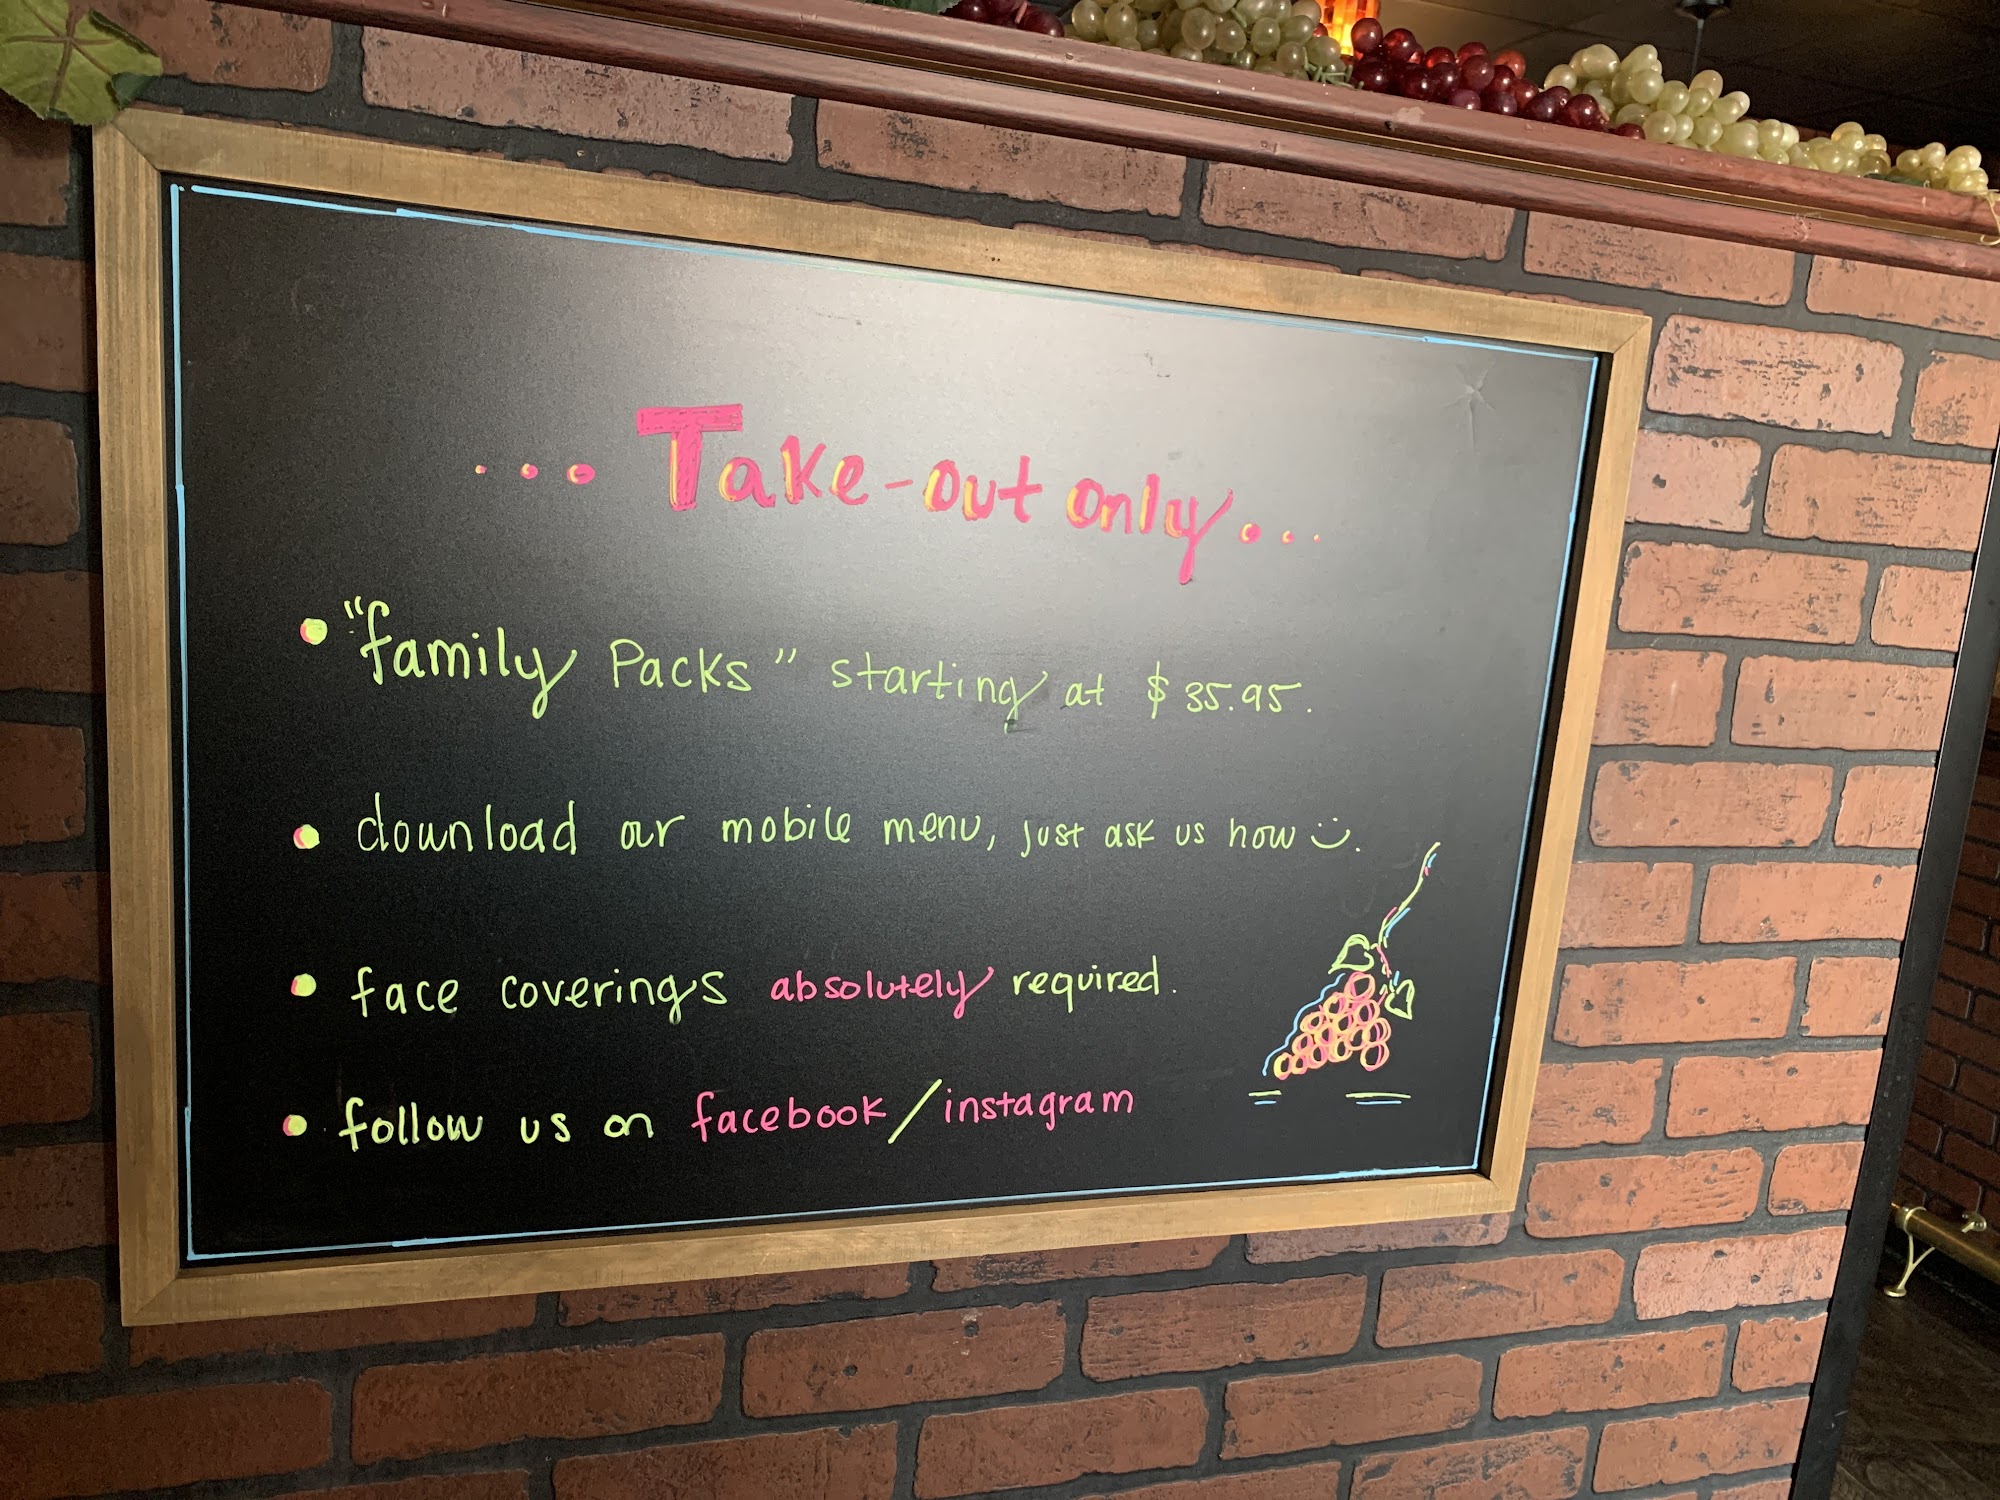 ... Take-out only...
• "family Packs" starting at $35.95.
• download our mobile menu, just ask us how :).
• face coverings absolutely required.
• follow us on facebook/instagram